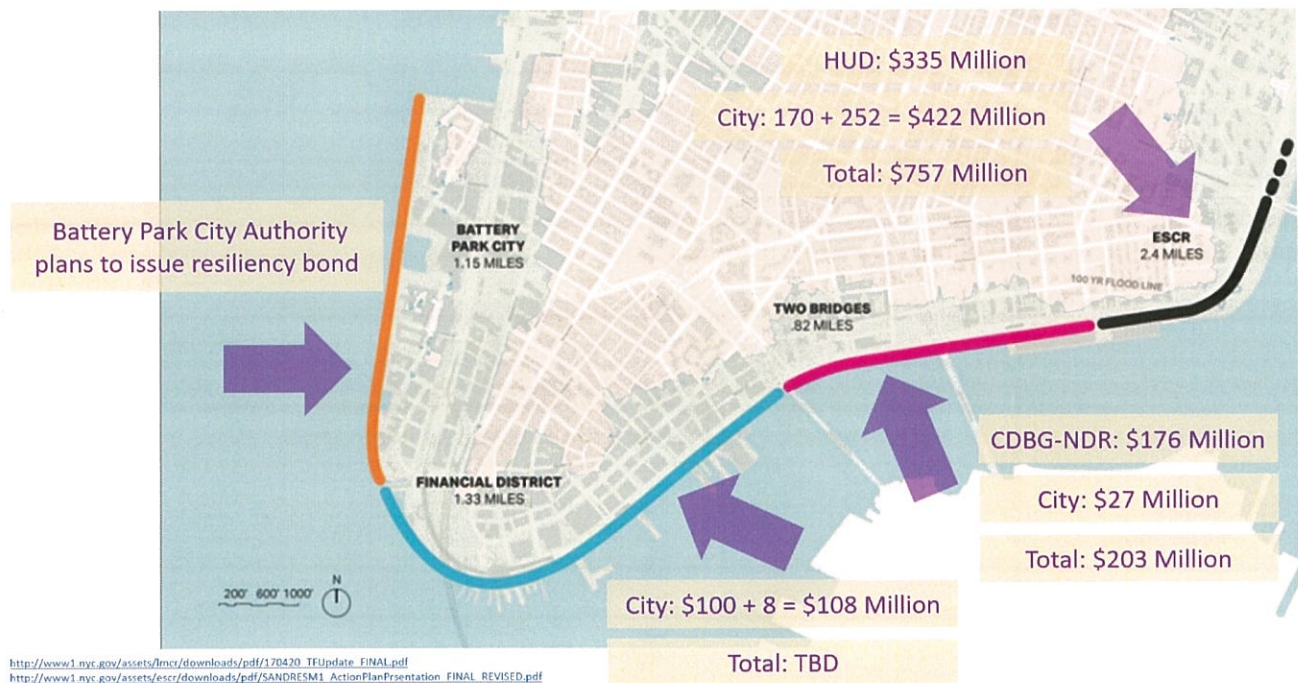 HUD: $335 Million
City: 170 + 252 = $422 Million
Total: $757 Million
Battery Park City Authority
plans to issue resiliency bond
BATTERY
PARK CITY
1.15 MILES
ESCR
2.4 MILES
100 YR FLOOD LINE
TWO BRIDGES
.82 MILES
CDBG-NDR: $176 Million
City: $27 Million
Total: $203 Million
FINANCIAL DISTRICT
1.33 MILES
200' 600' 1000'
N
City: $100 + 8 = $108 Million
Total: TBD
http://www1.nyc.gov/assets/lmcr/downloads/pdf/170420_TFUpdate_FINAL.pdf
http://www1.nyc.gov/assets/escr/downloads/pdf/SANDRESM1_ActionPlanPrsentation_FINAL_REVISED.pdf